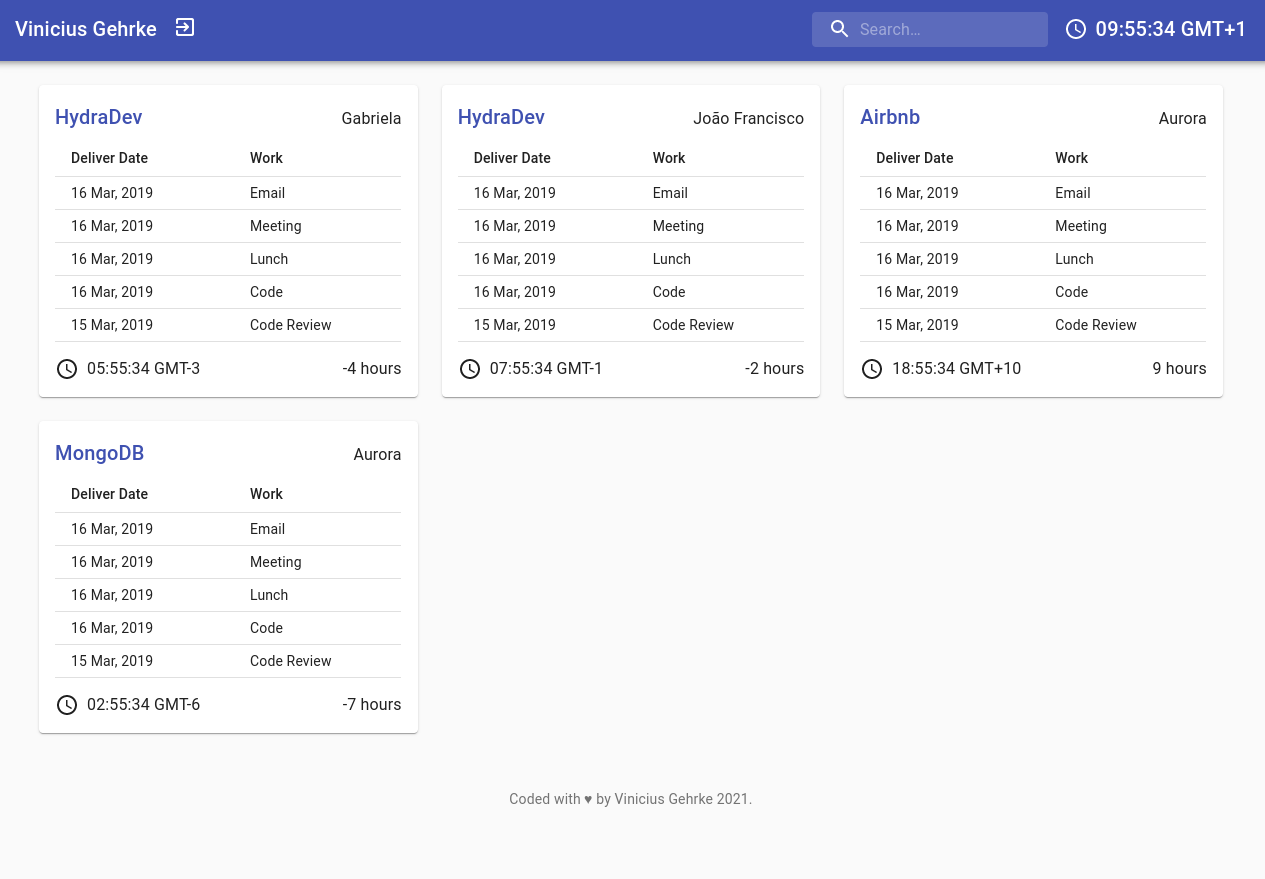 Vinicius Gehrke Search... 09:55:34 GMT+1
HydraDev Gabriela
Deliver Date Work
16 Mar, 2019 Email
16 Mar, 2019 Meeting
16 Mar, 2019 Lunch
16 Mar, 2019 Code
15 Mar, 2019 Code Review
05:55:34 GMT-3 -4 hours
HydraDev João Francisco
Deliver Date Work
16 Mar, 2019 Email
16 Mar, 2019 Meeting
16 Mar, 2019 Lunch
16 Mar, 2019 Code
15 Mar, 2019 Code Review
07:55:34 GMT-1 -2 hours
Airbnb Aurora
Deliver Date Work
16 Mar, 2019 Email
16 Mar, 2019 Meeting
16 Mar, 2019 Lunch
16 Mar, 2019 Code
15 Mar, 2019 Code Review
18:55:34 GMT+10 9 hours
MongoDB Aurora
Deliver Date Work
16 Mar, 2019 Email
16 Mar, 2019 Meeting
16 Mar, 2019 Lunch
16 Mar, 2019 Code
15 Mar, 2019 Code Review
02:55:34 GMT-6 -7 hours
Coded with ♥ by Vinicius Gehrke 2021.